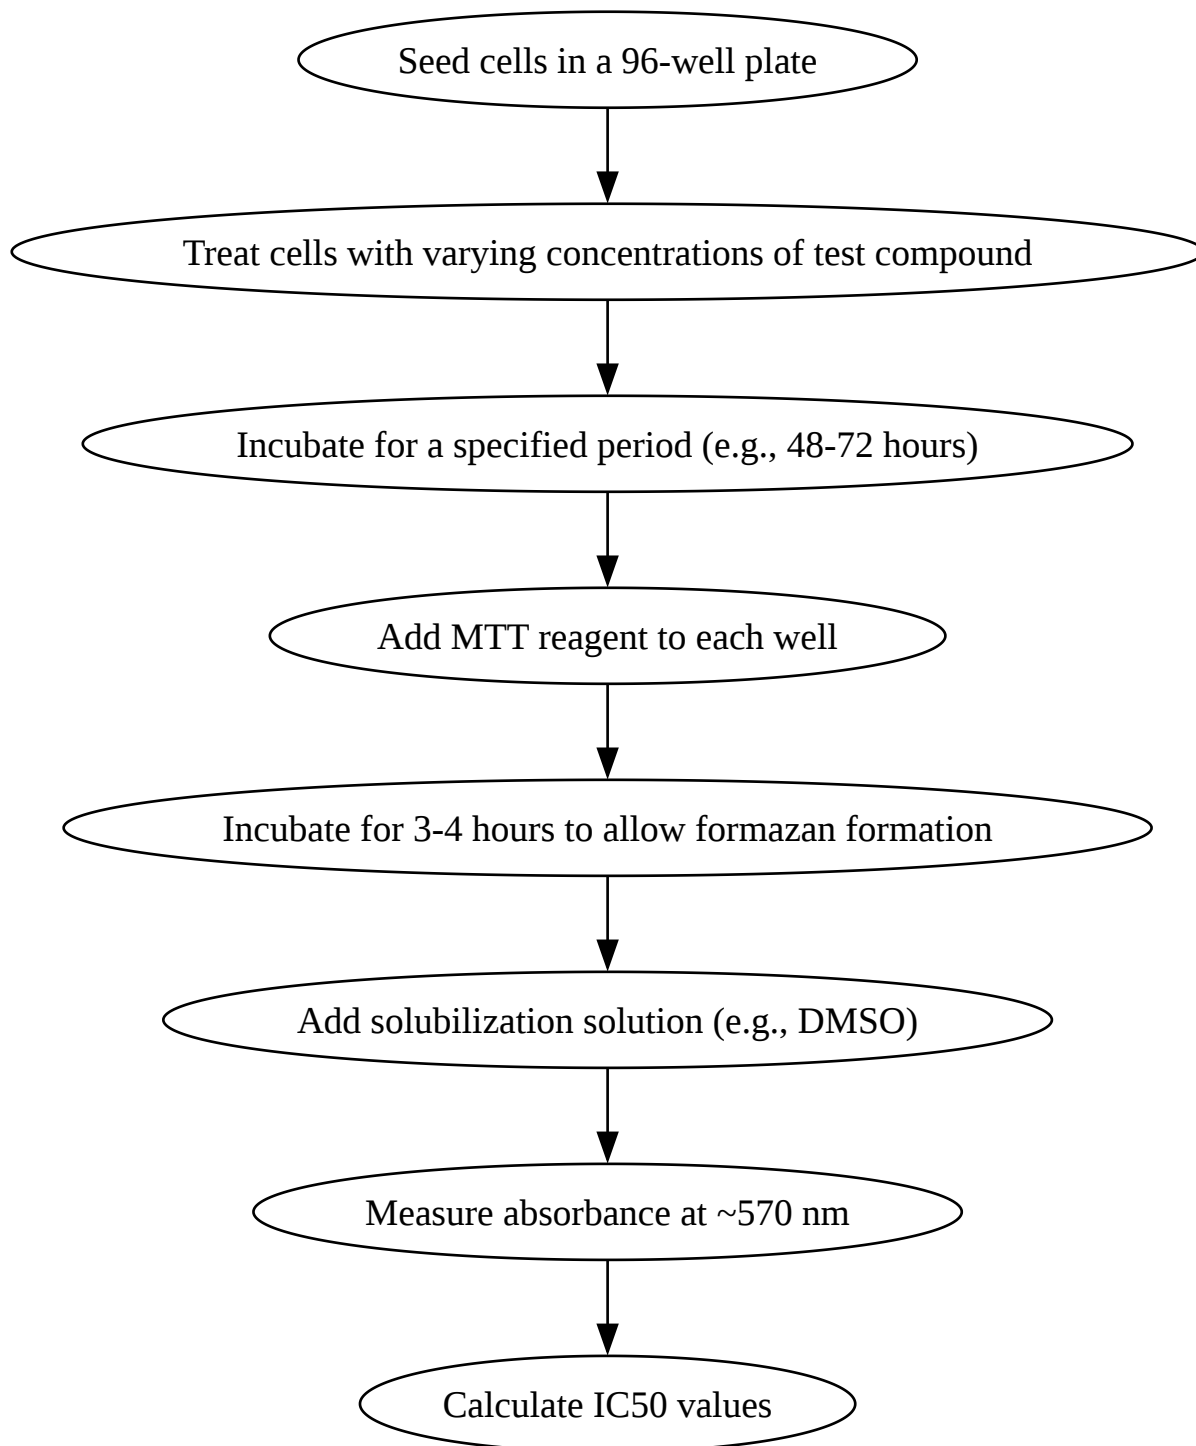 Seed cells in a 96-well plate
Treat cells with varying concentrations of test compound
Incubate for a specified period (e.g., 48-72 hours)
Add MTT reagent to each well
Incubate for 3-4 hours to allow formazan formation
Add solubilization solution (e.g., DMSO)
Measure absorbance at ~570 nm
Calculate IC50 values